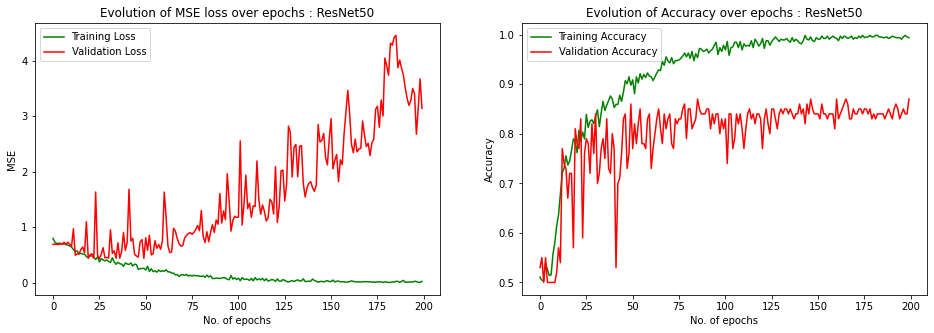 Evolution of MSE loss over epochs : ResNet50
Training Loss
Validation Loss
MSE
4
3
2
1
0
0 25 50 75 100 125 150 175 200
No. of epochs
Evolution of Accuracy over epochs : ResNet50
Training Accuracy
Validation Accuracy
Accuracy
1.0
0.9
0.8
0.7
0.6
0.5
0 25 50 75 100 125 150 175 200
No. of epochs